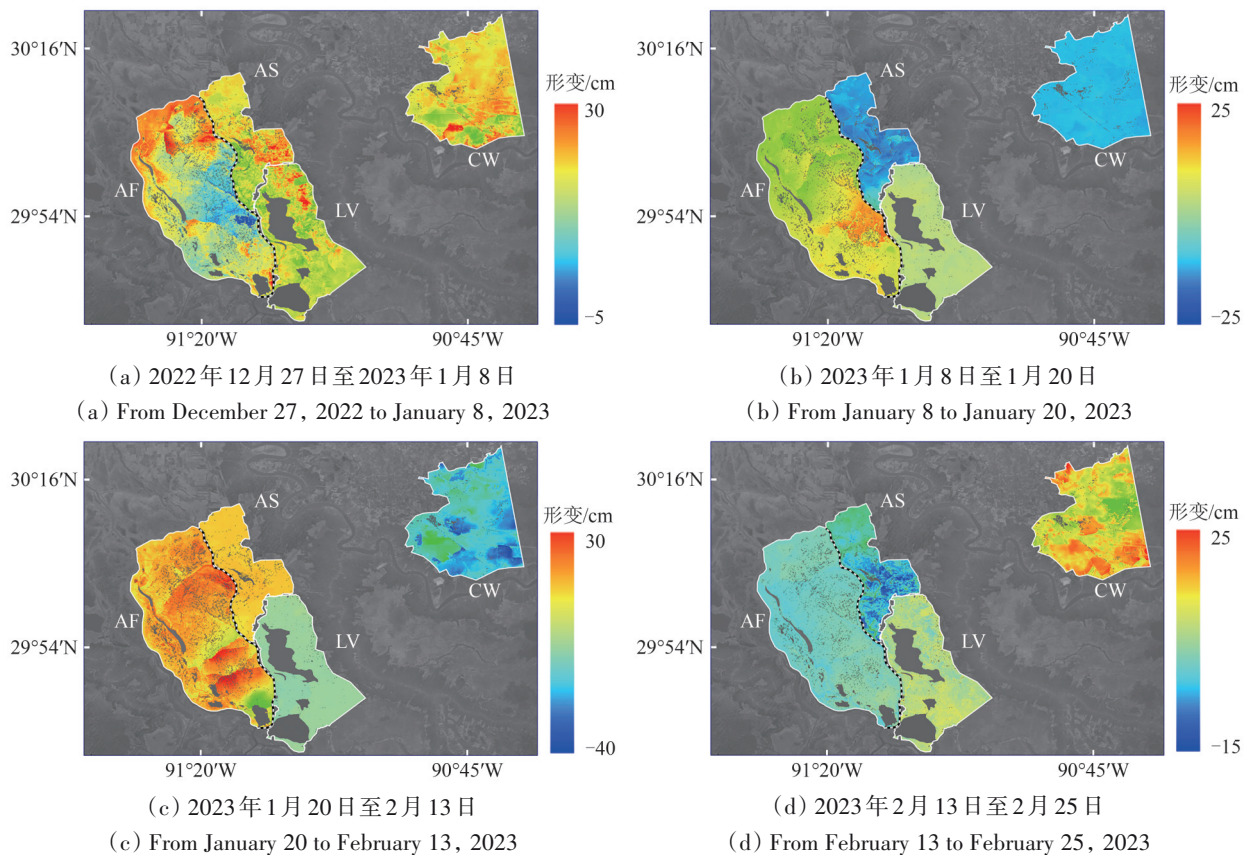 30°16′N
29°54′N
91°20′W
90°45′W
AS
AF
LV
CW
形变/cm
30
−5
(a) 2022年12月27日至2023年1月8日
(a) From December 27, 2022 to January 8, 2023
30°16′N
29°54′N
91°20′W
90°45′W
AS
AF
LV
CW
形变/cm
25
−25
(b) 2023年1月8日至1月20日
(b) From January 8 to January 20, 2023
30°16′N
29°54′N
91°20′W
90°45′W
AS
AF
LV
CW
形变/cm
30
−40
(c) 2023年1月20日至2月13日
(c) From January 20 to February 13, 2023
30°16′N
29°54′N
91°20′W
90°45′W
AS
AF
LV
CW
形变/cm
25
−15
(d) 2023年2月13日至2月25日
(d) From February 13 to February 25, 2023